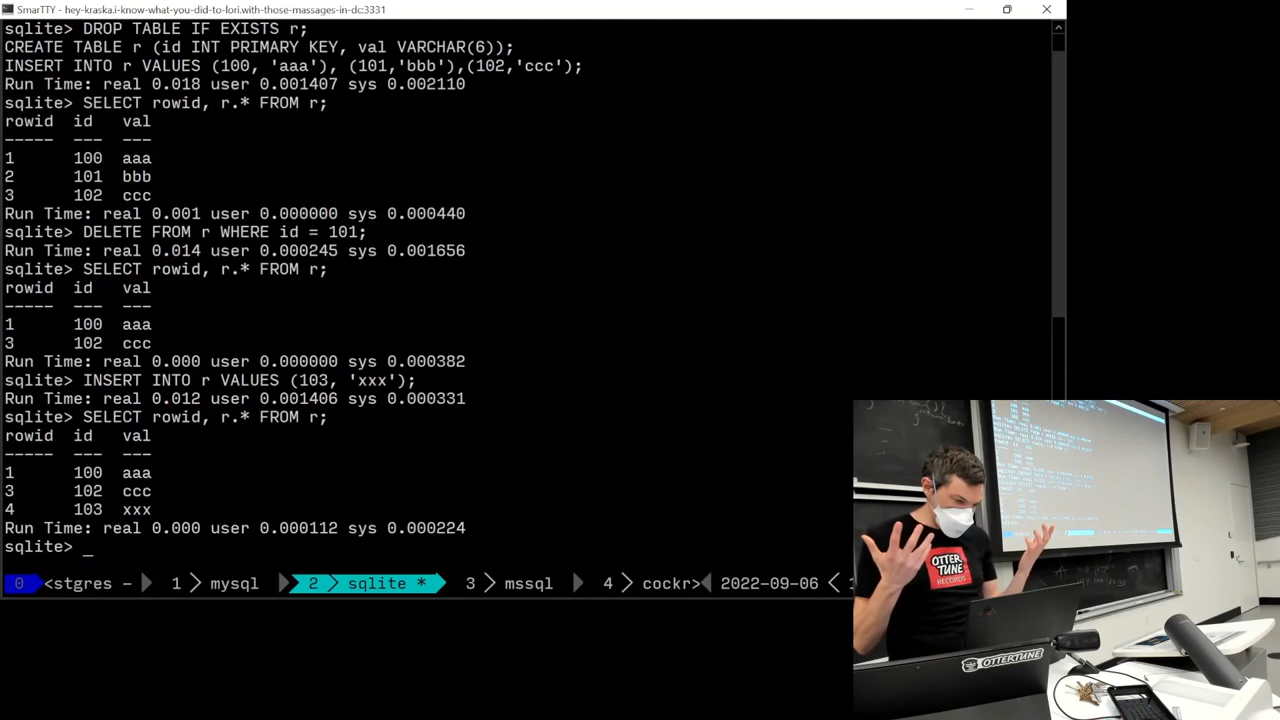 SmarTTY - hey-kraska.i-know-what-you-did-to-lori.with-those-massages-in-dc:3331
sqlite> DROP TABLE IF EXISTS r;
CREATE TABLE r (id INT PRIMARY KEY, val VARCHAR(6));
INSERT INTO r VALUES (100, 'aaa'), (101,'bbb'),(102,'ccc');
Run Time: real 0.018 user 0.001407 sys 0.002110
sqlite> SELECT rowid, r.* FROM r;
rowid  id   val
-----  ---  ---
1      100  aaa
2      101  bbb
3      102  ccc
Run Time: real 0.001 user 0.000000 sys 0.000440
sqlite> DELETE FROM r WHERE id = 101;
Run Time: real 0.014 user 0.000245 sys 0.001656
sqlite> SELECT rowid, r.* FROM r;
rowid  id   val
-----  ---  ---
1      100  aaa
3      102  ccc
Run Time: real 0.000 user 0.000000 sys 0.000382
sqlite> INSERT INTO r VALUES (103, 'xxx');
Run Time: real 0.012 user 0.001406 sys 0.000331
sqlite> SELECT rowid, r.* FROM r;
rowid  id   val
-----  ---  ---
1      100  aaa
3      102  ccc
4      103  xxx
Run Time: real 0.000 user 0.000112 sys 0.000224
sqlite> _
0 <stgres - 1 mysql 2 sqlite * 3 mssql 4 cockr> 2022-09-06
OTTER
TUNE
RECORDS
OTTERTUNE